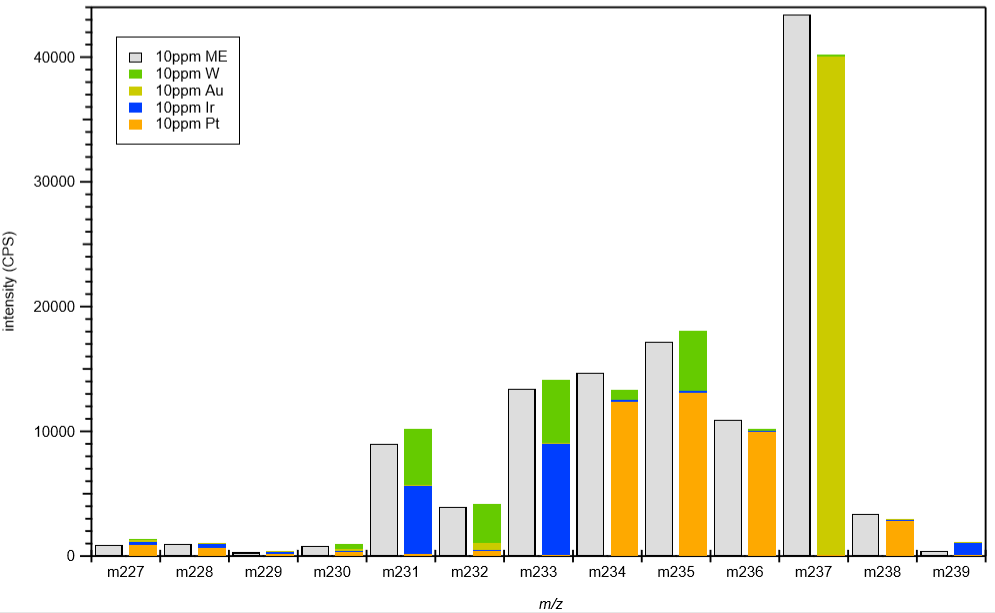 10ppm ME
10ppm W
10ppm Au
10ppm Ir
10ppm Pt
40000
30000
20000
10000
0
intensity (CPS)
m227 m228 m229 m230 m231 m232 m233 m234 m235 m236 m237 m238 m239
m/z